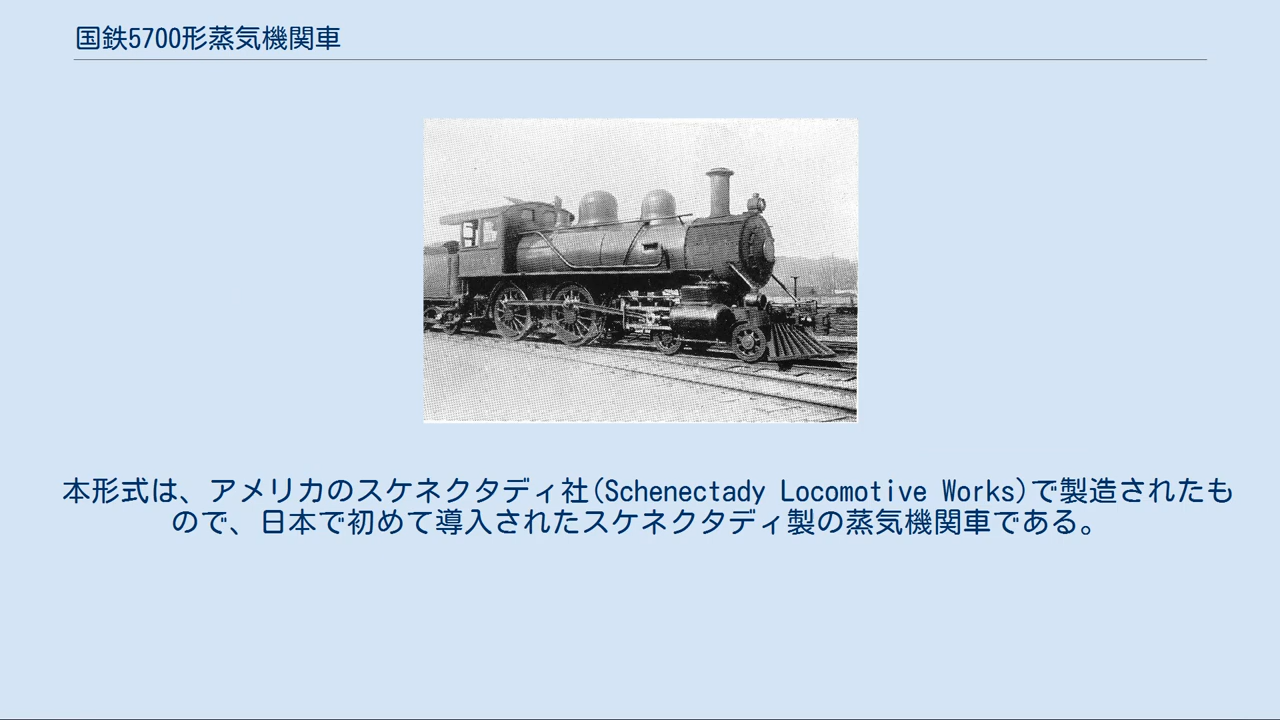 国鉄5700形蒸気機関車
本形式は、アメリカのスケネクタディ社(Schenectady Locomotive Works)で製造されたも
ので、日本で初めて導入されたスケネクタディ製の蒸気機関車である。